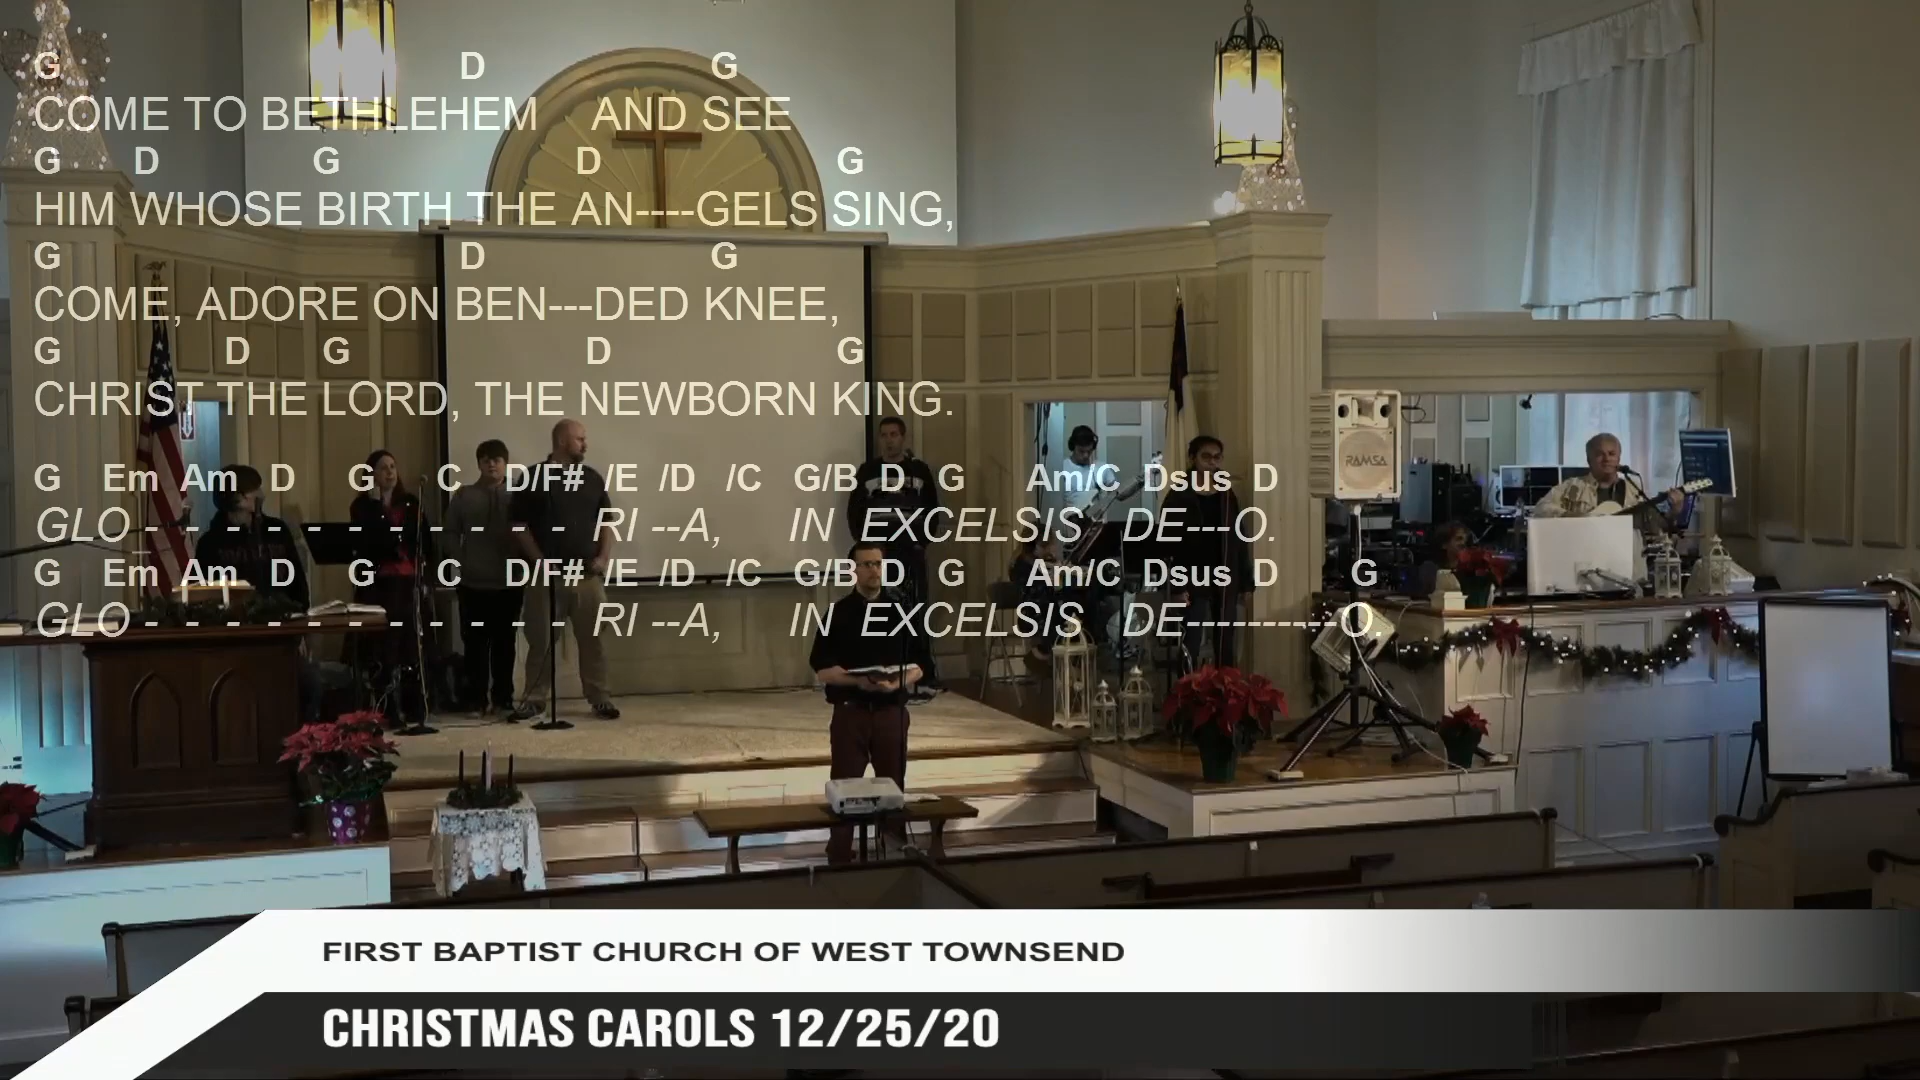 G D G
COME TO BETHLEHEM AND SEE
G D G D G
HIM WHOSE BIRTH THE AN----GELS SING,
G D G
COME, ADORE ON BEN---DED KNEE,
G D G D G
CHRIST THE LORD, THE NEWBORN KING.
G Em Am D G C D/F# /E /D /C G/B D G Am/C Dsus D
GLO - - - - - - - - - - - RI --A, IN EXCELSIS DE---O.
G Em Am D G C D/F# /E /D /C G/B D G Am/C Dsus D G
GLO - - - - - - - - - - - RI --A, IN EXCELSIS DE----------O.
RAMSA
FIRST BAPTIST CHURCH OF WEST TOWNSEND
CHRISTMAS CAROLS 12/25/20